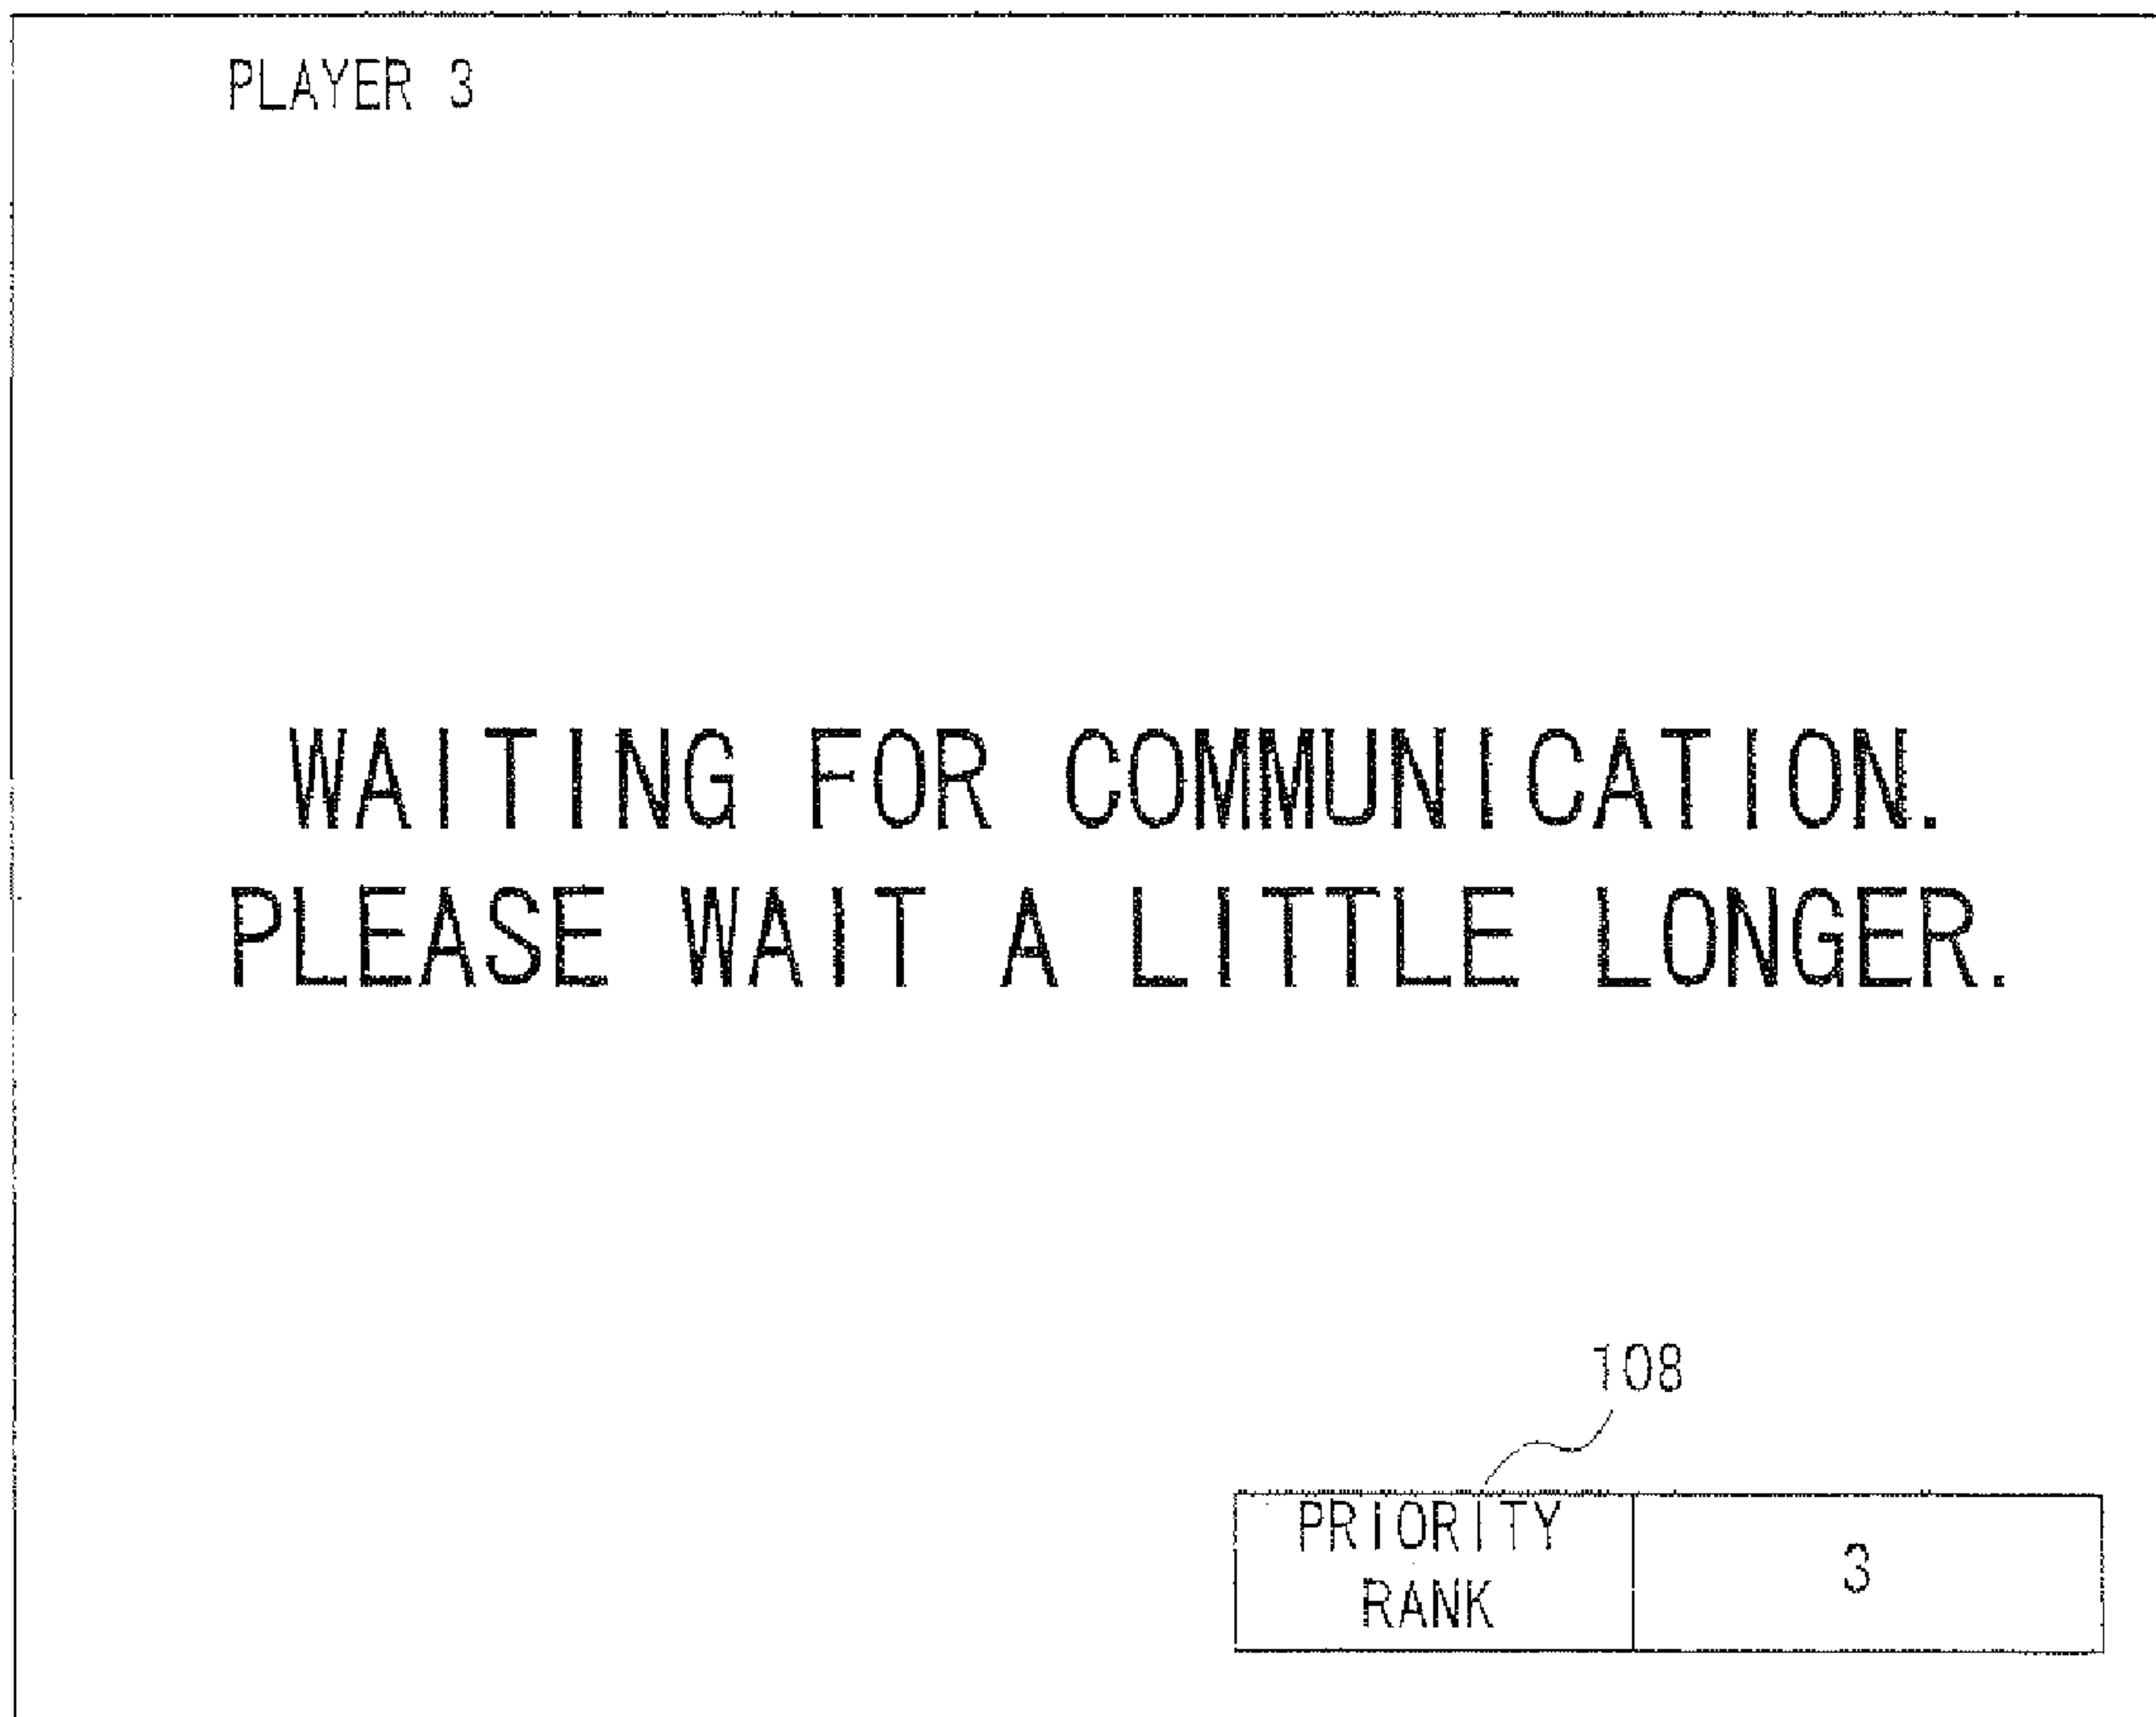 PLAYER 3
WAITING FOR COMMUNICATION.
PLEASE WAIT A LITTLE LONGER.
108
PRIORITY
RANK
3